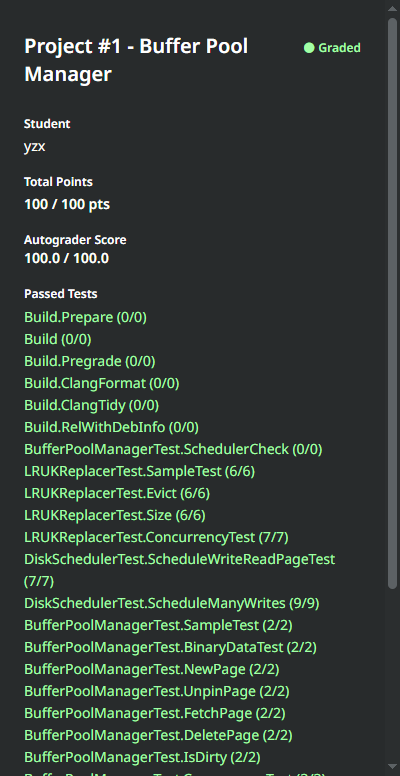 Project #1 - Buffer Pool
Manager
Graded
Student
yzx
Total Points
100 / 100 pts
Autograder Score
100.0 / 100.0
Passed Tests
Build.Prepare (0/0)
Build (0/0)
Build.Pregrade (0/0)
Build.ClangFormat (0/0)
Build.ClangTidy (0/0)
Build.RelWithDebInfo (0/0)
BufferPoolManagerTest.SchedulerCheck (0/0)
LRUKReplacerTest.SampleTest (6/6)
LRUKReplacerTest.Evict (6/6)
LRUKReplacerTest.Size (6/6)
LRUKReplacerTest.ConcurrencyTest (7/7)
DiskSchedulerTest.ScheduleWriteReadPageTest
(7/7)
DiskSchedulerTest.ScheduleManyWrites (9/9)
BufferPoolManagerTest.SampleTest (2/2)
BufferPoolManagerTest.BinaryDataTest (2/2)
BufferPoolManagerTest.NewPage (2/2)
BufferPoolManagerTest.UnpinPage (2/2)
BufferPoolManagerTest.FetchPage (2/2)
BufferPoolManagerTest.DeletePage (2/2)
BufferPoolManagerTest.IsDirty (2/2)